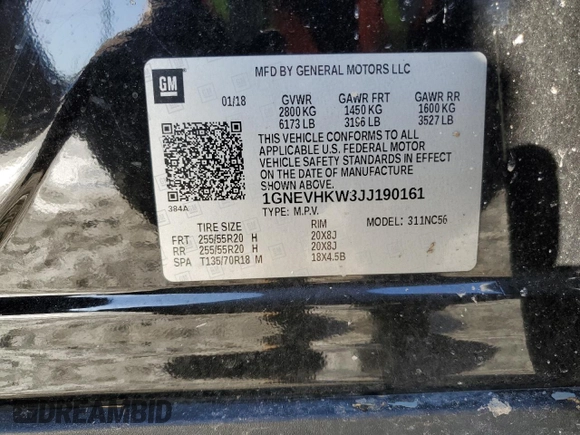 GM
MFD BY GENERAL MOTORS LLC
01/18 GVWR GAWR FRT GAWR RR
2800 KG 1450 KG 1600 KG
6173 LB 3196 LB 3527 LB
THIS VEHICLE CONFORMS TO ALL
APPLICABLE U.S. FEDERAL MOTOR
VEHICLE SAFETY STANDARDS IN EFFECT
ON THE DATE OF MANUFACTURE
SHOWN ABOVE.
384A
1GNEVHKW3JJ190161
TYPE: M.P.V. MODEL: 311NC56
TIRE SIZE RIM
FRT 255/55R20 H 20X8J
RR 255/55R20 H 20X8J
SPA T135/70R18 M 18X4.5B
DREAMBID